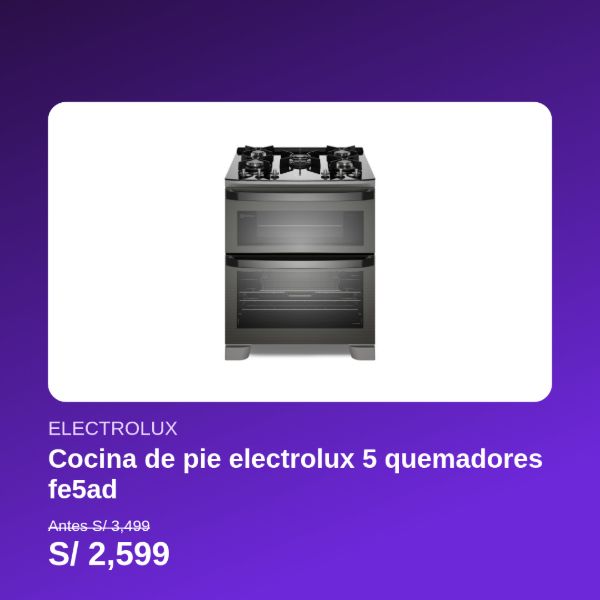 ELECTROLUX
Cocina de pie electrolux 5 quemadores
fe5ad
Antes S/ 3,499
S/ 2,599